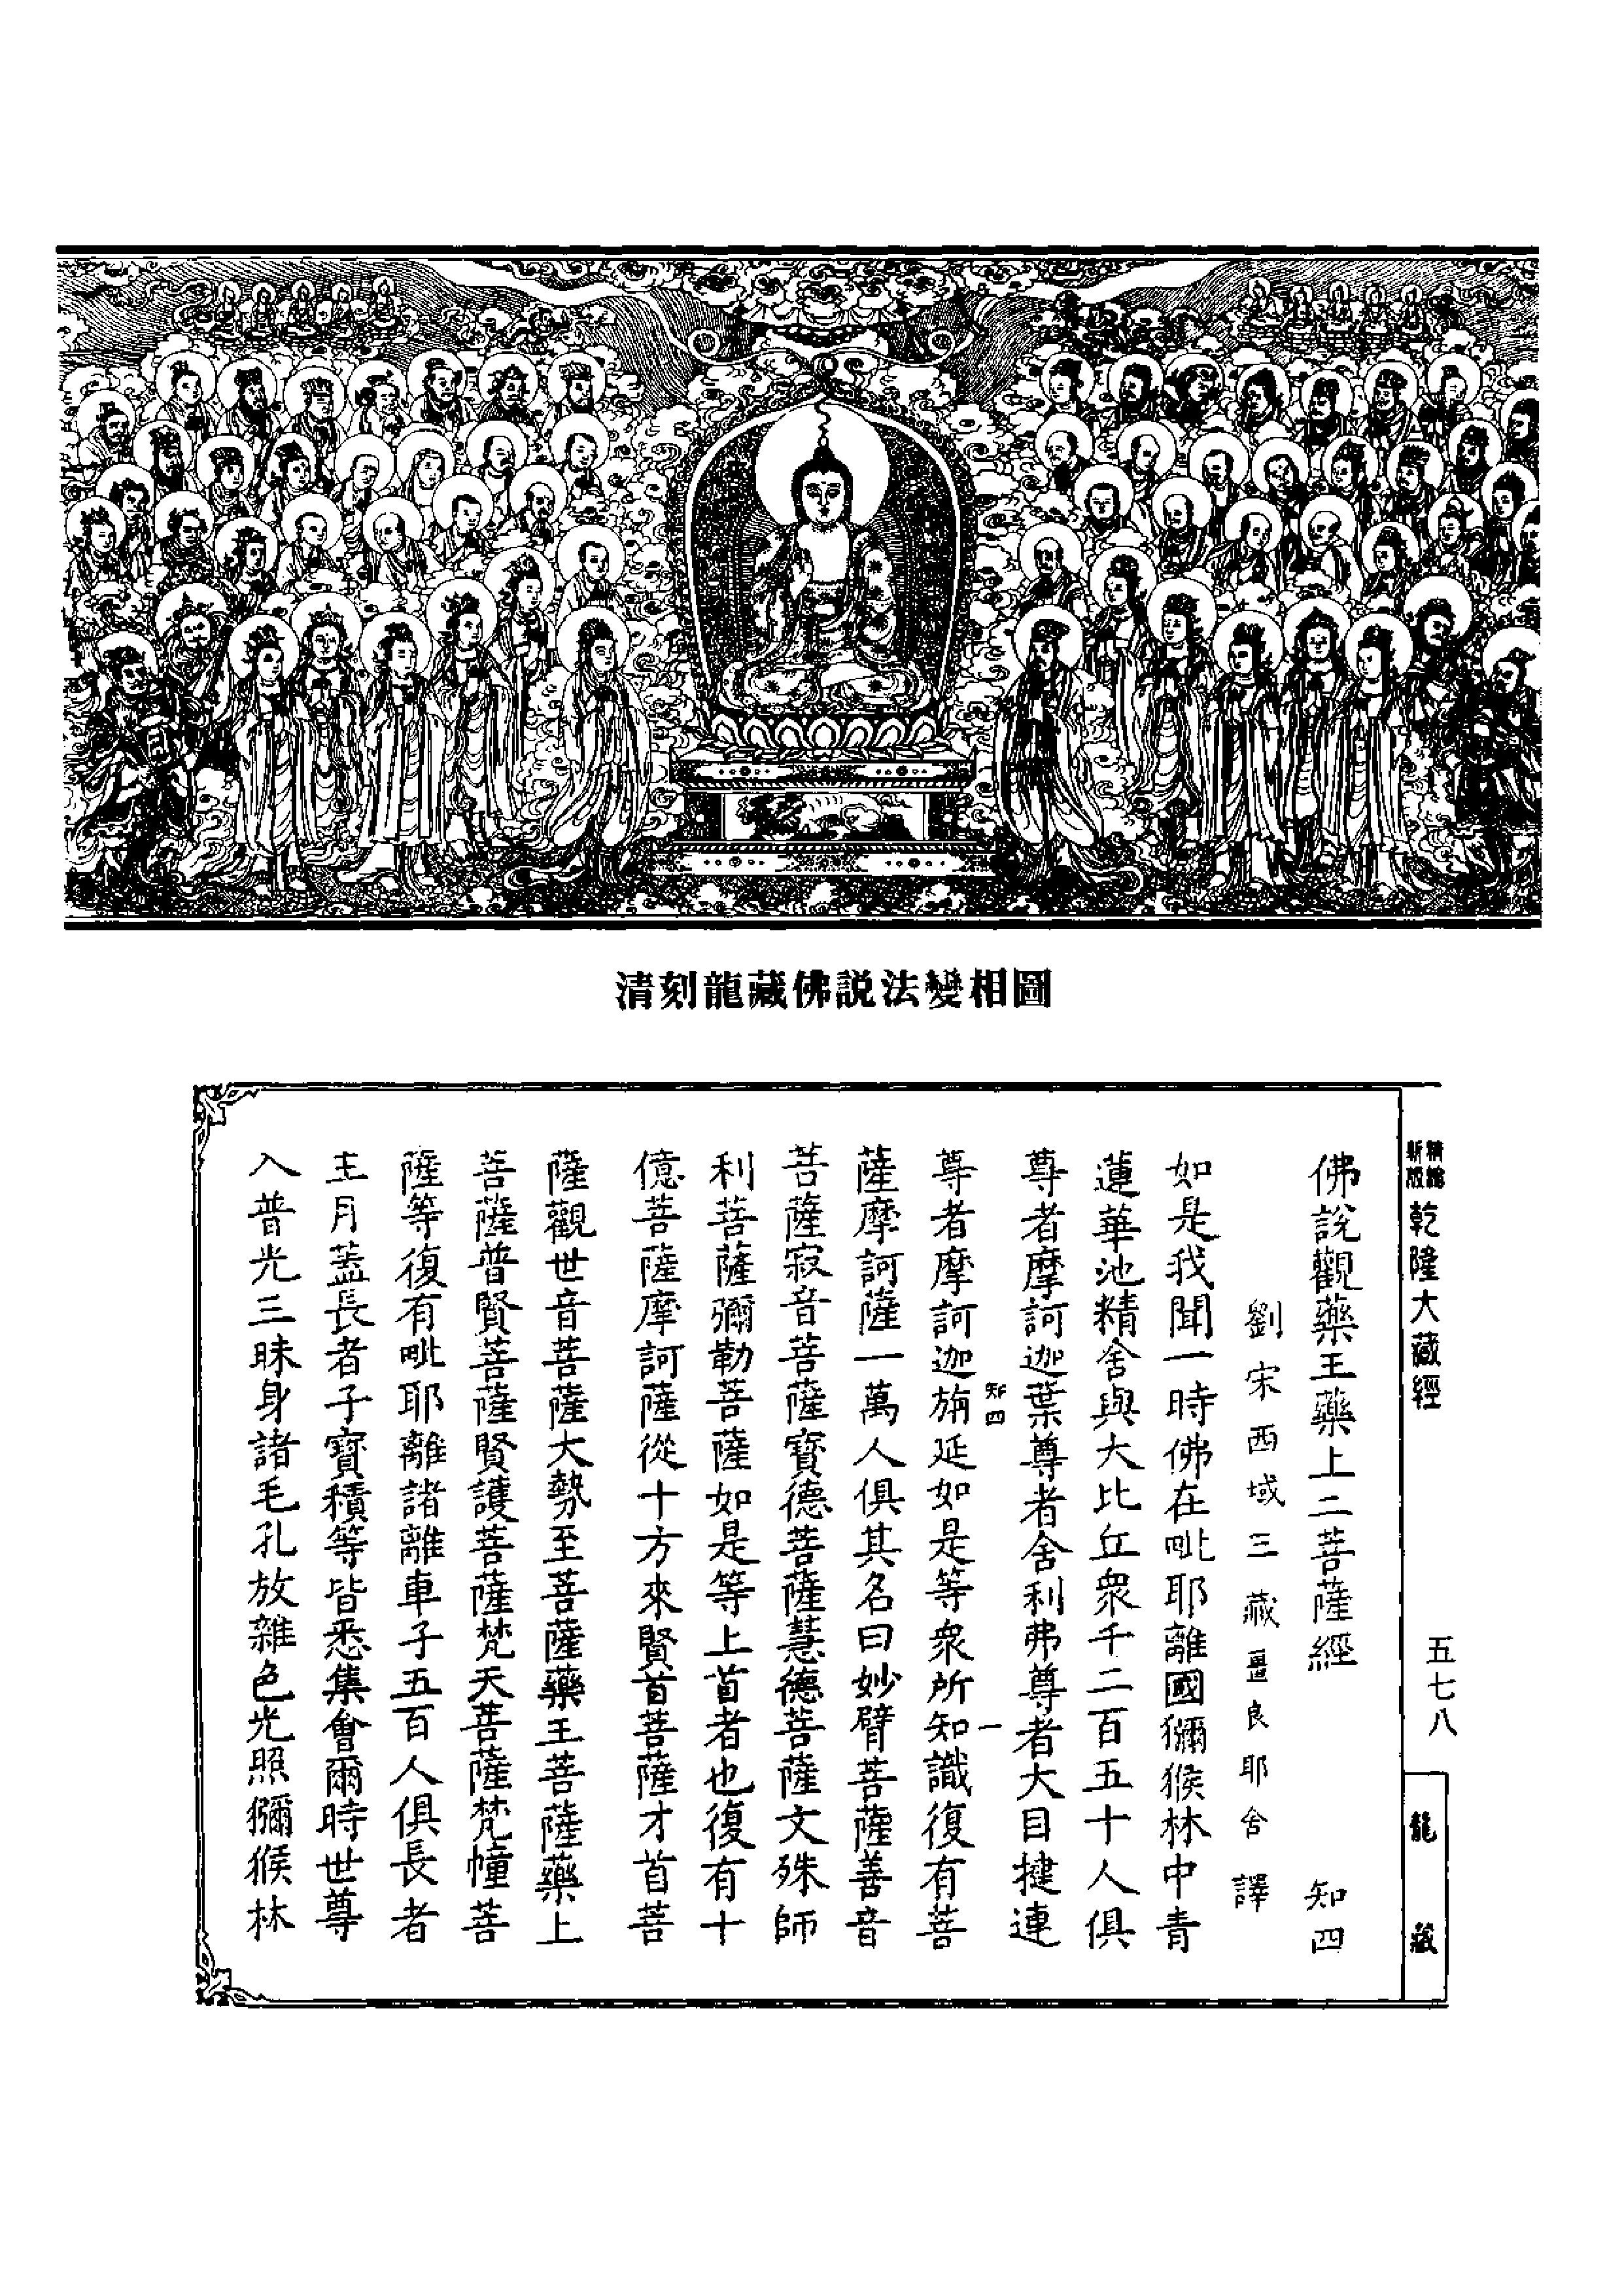 清刻龍藏佛説法變相圖
精縮新版
乾隆大藏經
五七八
龍藏
佛說觀藥王藥上二菩薩經 知四
劉宋西域三藏畺良耶舍譯
如是我聞一時佛在毗耶離國獼猴林中青
蓮華池精舍與大比丘衆千二百五十人俱
尊者摩訶迦葉尊者舍利弗尊者大目揵連
知四 一
尊者摩訶迦旃延如是等衆所知識復有菩
薩摩訶薩一萬人俱其名曰妙臂菩薩善音
菩薩寂音菩薩寶德菩薩慧德菩薩文殊師
利菩薩彌勒菩薩如是等上首者也復有十
億菩薩摩訶薩從十方來賢首菩薩才首菩
薩觀世音菩薩大勢至菩薩藥王菩薩藥上
菩薩普賢菩薩賢護菩薩梵天菩薩梵幢菩
薩等復有毗耶離諸離車子五百人俱長者
主月蓋長者子寶積等皆悉集會爾時世尊
入普光三昧身諸毛孔放雜色光照獼猴林